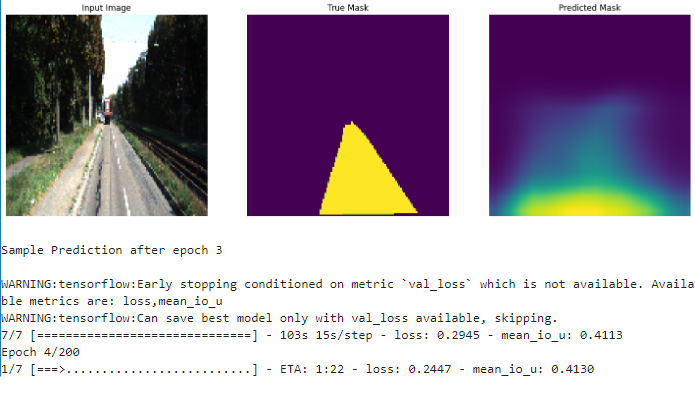 Input Image
True Mask
Predicted Mask
Sample Prediction after epoch 3
WARNING:tensorflow:Early stopping conditioned on metric `val_loss` which is not available. Availa
ble metrics are: loss,mean_io_u
WARNING:tensorflow:Can save best model only with val_loss available, skipping.
7/7 [==============================] - 103s 15s/step - loss: 0.2945 - mean_io_u: 0.4113
Epoch 4/200
1/7 [===>..........................] - ETA: 1:22 - loss: 0.2447 - mean_io_u: 0.4130